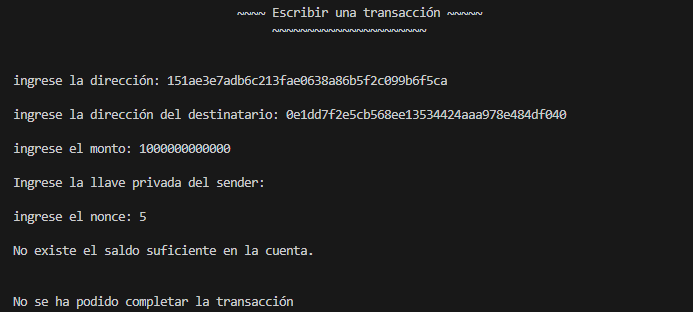 ~~~~ Escribir una transacción ~~~~~
~~~~~~~~~~~~~~~~~~~~~~
ingrese la dirección: 151ae3e7adb6c213fae0638a86b5f2c099b6f5ca
ingrese la dirección del destinatario: 0e1dd7f2e5cb568ee13534424aaa978e484df040
ingrese el monto: 1000000000000
Ingrese la llave privada del sender:
ingrese el nonce: 5
No existe el saldo suficiente en la cuenta.
No se ha podido completar la transacción